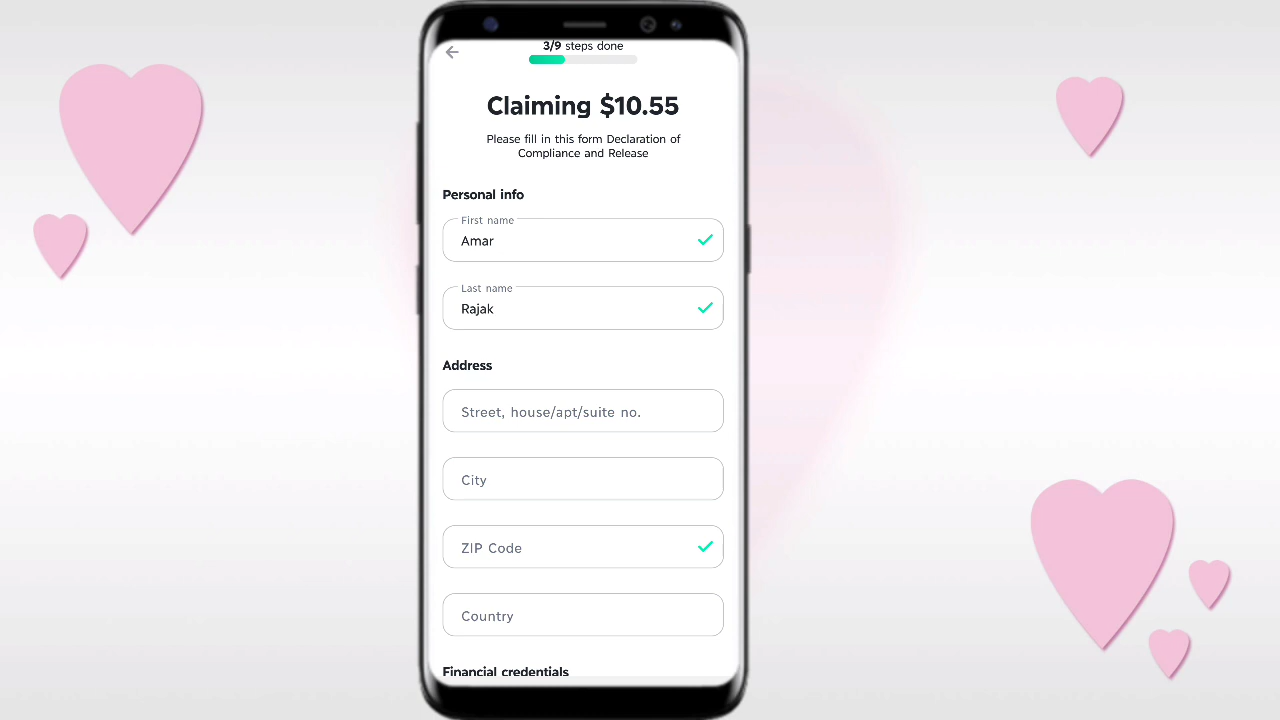 3/9 steps done
Claiming $10.55
Please fill in this form Declaration of
Compliance and Release
Personal info
First name
Amar
Last name
Rajak
Address
Street, house/apt/suite no.
City
ZIP Code
Country
Financial credentials